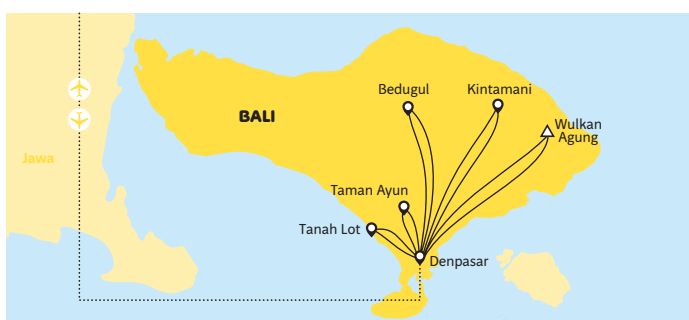 Bedugul
Kintamani
BALI
Wulkan
Agung
Jawa
Taman Ayun
Tanah Lot
Denpasar